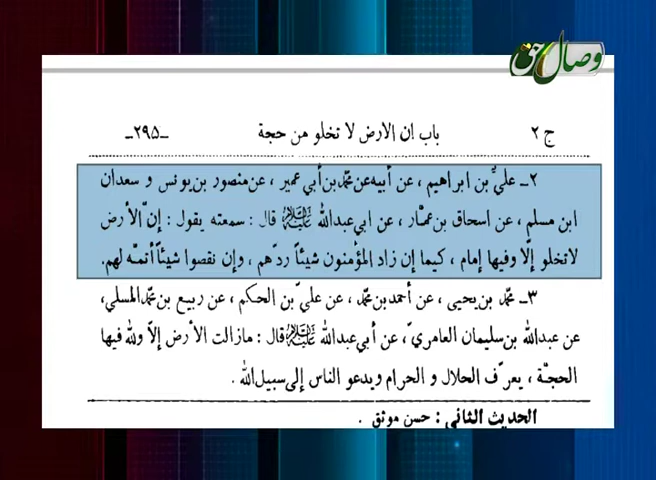 وصال حق
ج ٢ باب ان الارض لا تخلو من حجة -٢٩٥-
٢- عليُّ بن ابراهيم ، عن أبيه عن محمّد بن أبي عمير ، عن منصور بن يونس و سعدان
ابن مسلم ، عن اسحاق بن عمّار ، عن ابي عبدالله عليه السلام قال : سمعته يقول : إنّ الأرض
لا تخلو إلّا وفيها إمام ، كيما إن زاد المؤمنون شيئاً ردّهم ، وإن نقصوا شيئاً أتمّه لهم.
٣- محمّد بن يحيى ، عن أحمد بن محمّد ، عن عليّ بن الحكم ، عن ربيع بن محمّد المسلي،
عن عبدالله بن سليمان العامريّ ، عن أبي عبدالله عليه السلام قال : مازالت الأرض إلّا ولله فيها
الحجّة ، يعرّف الحلال و الحرام ويدعو الناس إلى سبيل الله .
الحديث الثاني : حسن موثق .